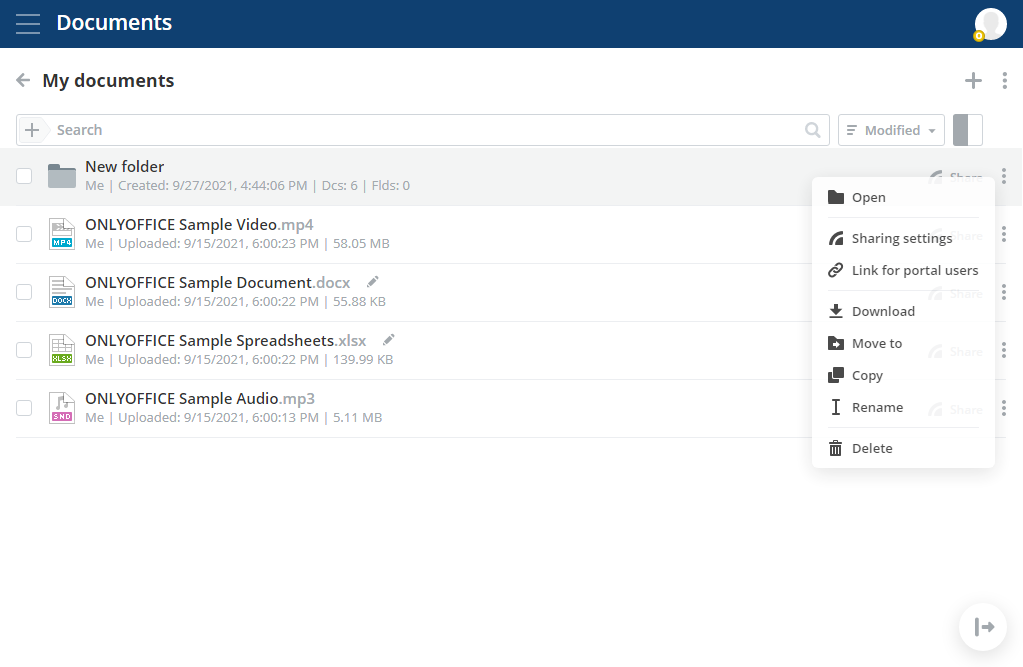 Documents
My documents
Search
Modified
New folder
Me | Created: 9/27/2021, 4:44:06 PM | Dcs: 6 | Flds: 0
Share
ONLYOFFICE Sample Video.mp4
Me | Uploaded: 9/15/2021, 6:00:23 PM | 58.05 MB
Share
MP4
ONLYOFFICE Sample Document.docx
Me | Uploaded: 9/15/2021, 6:00:22 PM | 55.88 KB
Share
DOCX
ONLYOFFICE Sample Spreadsheets.xlsx
Me | Uploaded: 9/15/2021, 6:00:22 PM | 139.99 KB
Share
XLSX
ONLYOFFICE Sample Audio.mp3
Me | Uploaded: 9/15/2021, 6:00:13 PM | 5.11 MB
Share
SND
Open
Sharing settings
Link for portal users
Download
Move to
Copy
Rename
Delete